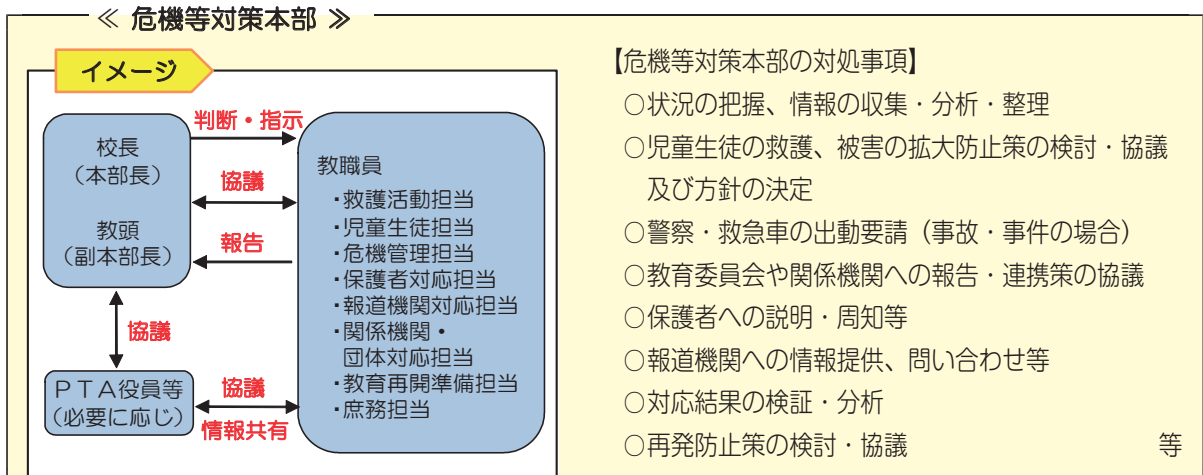 ≪ 危機等対策本部 ≫
イメージ
校長
（本部長）
教頭
（副本部長）
判断・指示
協議
報告
教職員
・救護活動担当
・児童生徒担当
・危機管理担当
・保護者対応担当
・報道機関対応担当
・関係機関・
団体対応担当
・教育再開準備担当
・庶務担当
協議
ＰＴＡ役員等
（必要に応じ）
協議
情報共有
【危機等対策本部の対処事項】
○状況の把握、情報の収集・分析・整理
○児童生徒の救護、被害の拡大防止策の検討・協議
及び方針の決定
○警察・救急車の出動要請（事故・事件の場合）
○教育委員会や関係機関への報告・連携策の協議
○保護者への説明・周知等
○報道機関への情報提供、問い合わせ等
○対応結果の検証・分析
○再発防止策の検討・協議 等